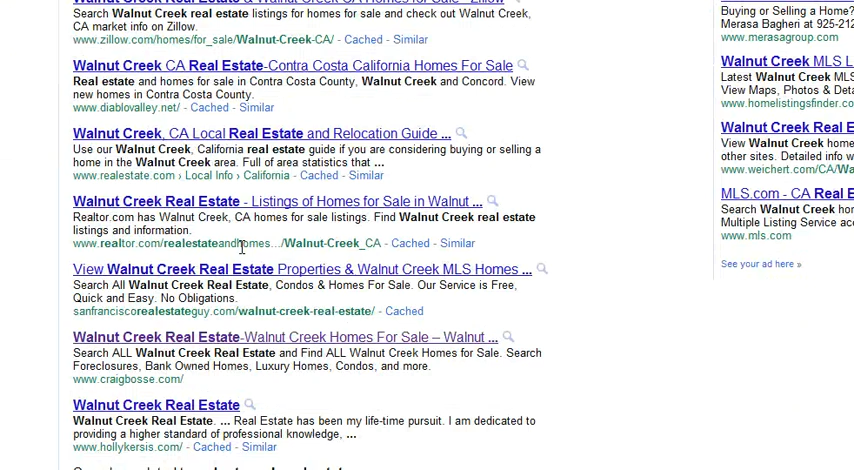 Walnut Creek real estate & Walnut Creek CA Homes For Sale - Zillow
Search Walnut Creek real estate listings for homes for sale and check out Walnut Creek,
CA market info on Zillow.
www.zillow.com/homes/for_sale/Walnut-Creek-CA/ - Cached - Similar
Walnut Creek CA Real Estate-Contra Costa California Homes For Sale
Real estate and homes for sale in Contra Costa County, Walnut Creek and Concord. View
new homes in Contra Costa County.
www.diablovalley.net/ - Cached - Similar
Walnut Creek, CA Local Real Estate and Relocation Guide ...
Use our Walnut Creek, California real estate guide if you are considering buying or selling a
home in the Walnut Creek area. Full of area statistics that ...
www.realestate.com › Local Info › California - Cached - Similar
Walnut Creek Real Estate - Listings of Homes for Sale in Walnut ...
Realtor.com has Walnut Creek, CA homes for sale listings. Find Walnut Creek real estate
listings and information.
www.realtor.com/realestateandhomes.../Walnut-Creek_CA - Cached - Similar
View Walnut Creek Real Estate Properties & Walnut Creek MLS Homes ...
Search All Walnut Creek Real Estate, Condos & Homes For Sale. Our Service is Free,
Quick and Easy. No Obligations.
sanfranciscorealestateguy.com/walnut-creek-real-estate/ - Cached
Walnut Creek Real Estate-Walnut Creek Homes For Sale – Walnut ...
Search ALL Walnut Creek Real Estate and Find ALL Walnut Creek Homes for Sale. Search
Foreclosures, Bank Owned Homes, Luxury Homes, Condos, and more.
www.craigbosse.com/
Walnut Creek Real Estate
Walnut Creek Real Estate. ... Real Estate has been my life-time pursuit. I am dedicated to
providing a higher standard of professional knowledge, ...
www.hollykersis.com/ - Cached - Similar
Buying or Selling a Home?
Merasa Bagheri at 925-212
www.merasagroup.com
Walnut Creek MLS L
Latest Walnut Creek MLS
View Maps, Photos & Deta
www.homelistingsfinder.co
Walnut Creek Real E
View Walnut Creek home
other sites. Detailed info w
www.weichert.com/CA/Wa
MLS.com - CA Real E
Search Walnut Creek hor
Multiple Listing Service acc
www.mls.com
See your ad here »